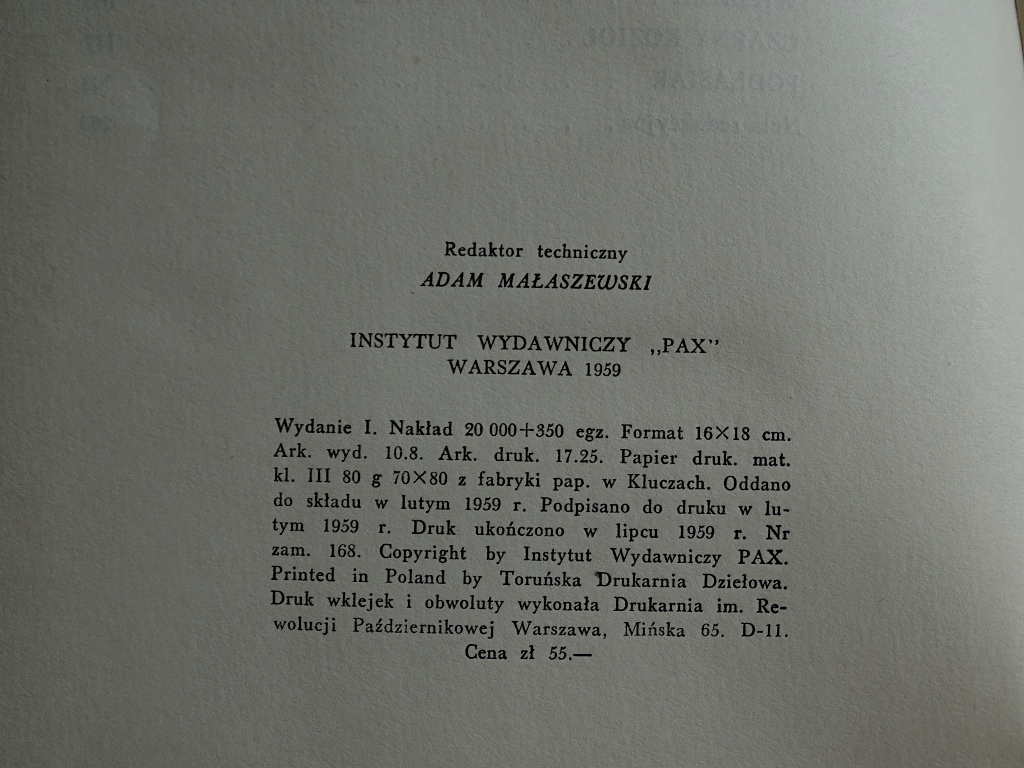 Redaktor techniczny
ADAM MAŁASZEWSKI
INSTYTUT WYDAWNICZY „PAX”
WARSZAWA 1959
Wydanie I. Nakład 20 000+350 egz. Format 16×18 cm.
Ark. wyd. 10.8. Ark. druk. 17.25. Papier druk. mat.
kl. III 80 g 70×80 z fabryki pap. w Kluczach. Oddano
do składu w lutym 1959 r. Podpisano do druku w lu-
tym 1959 r. Druk ukończono w lipcu 1959 r. Nr
zam. 168. Copyright by Instytut Wydawniczy PAX.
Printed in Poland by Toruńska Drukarnia Dziełowa.
Druk wklejek i obwoluty wykonała Drukarnia im. Re-
wolucji Październikowej Warszawa, Mińska 65. D-11.
Cena zł 55.—